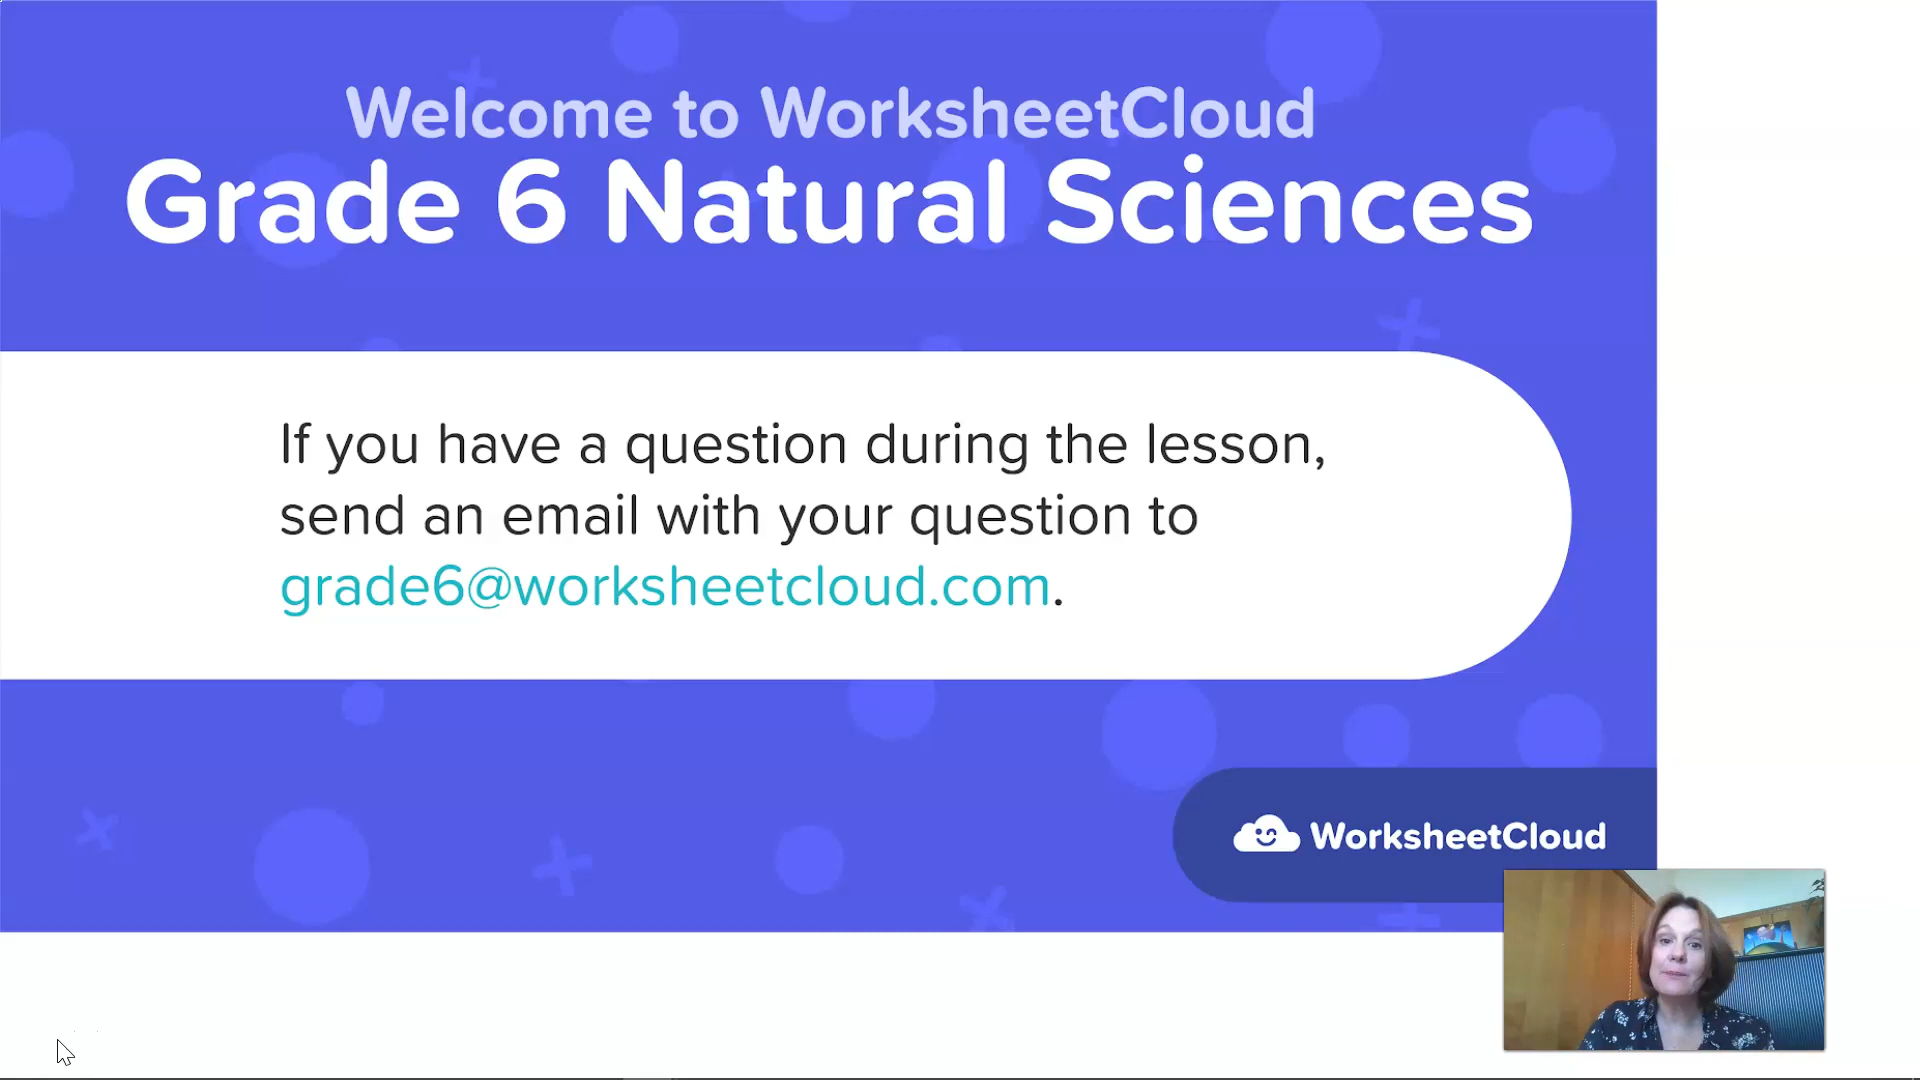 Welcome to WorksheetCloud
Grade 6 Natural Sciences
If you have a question during the lesson,
send an email with your question to
grade6@worksheetcloud.com.
WorksheetCloud